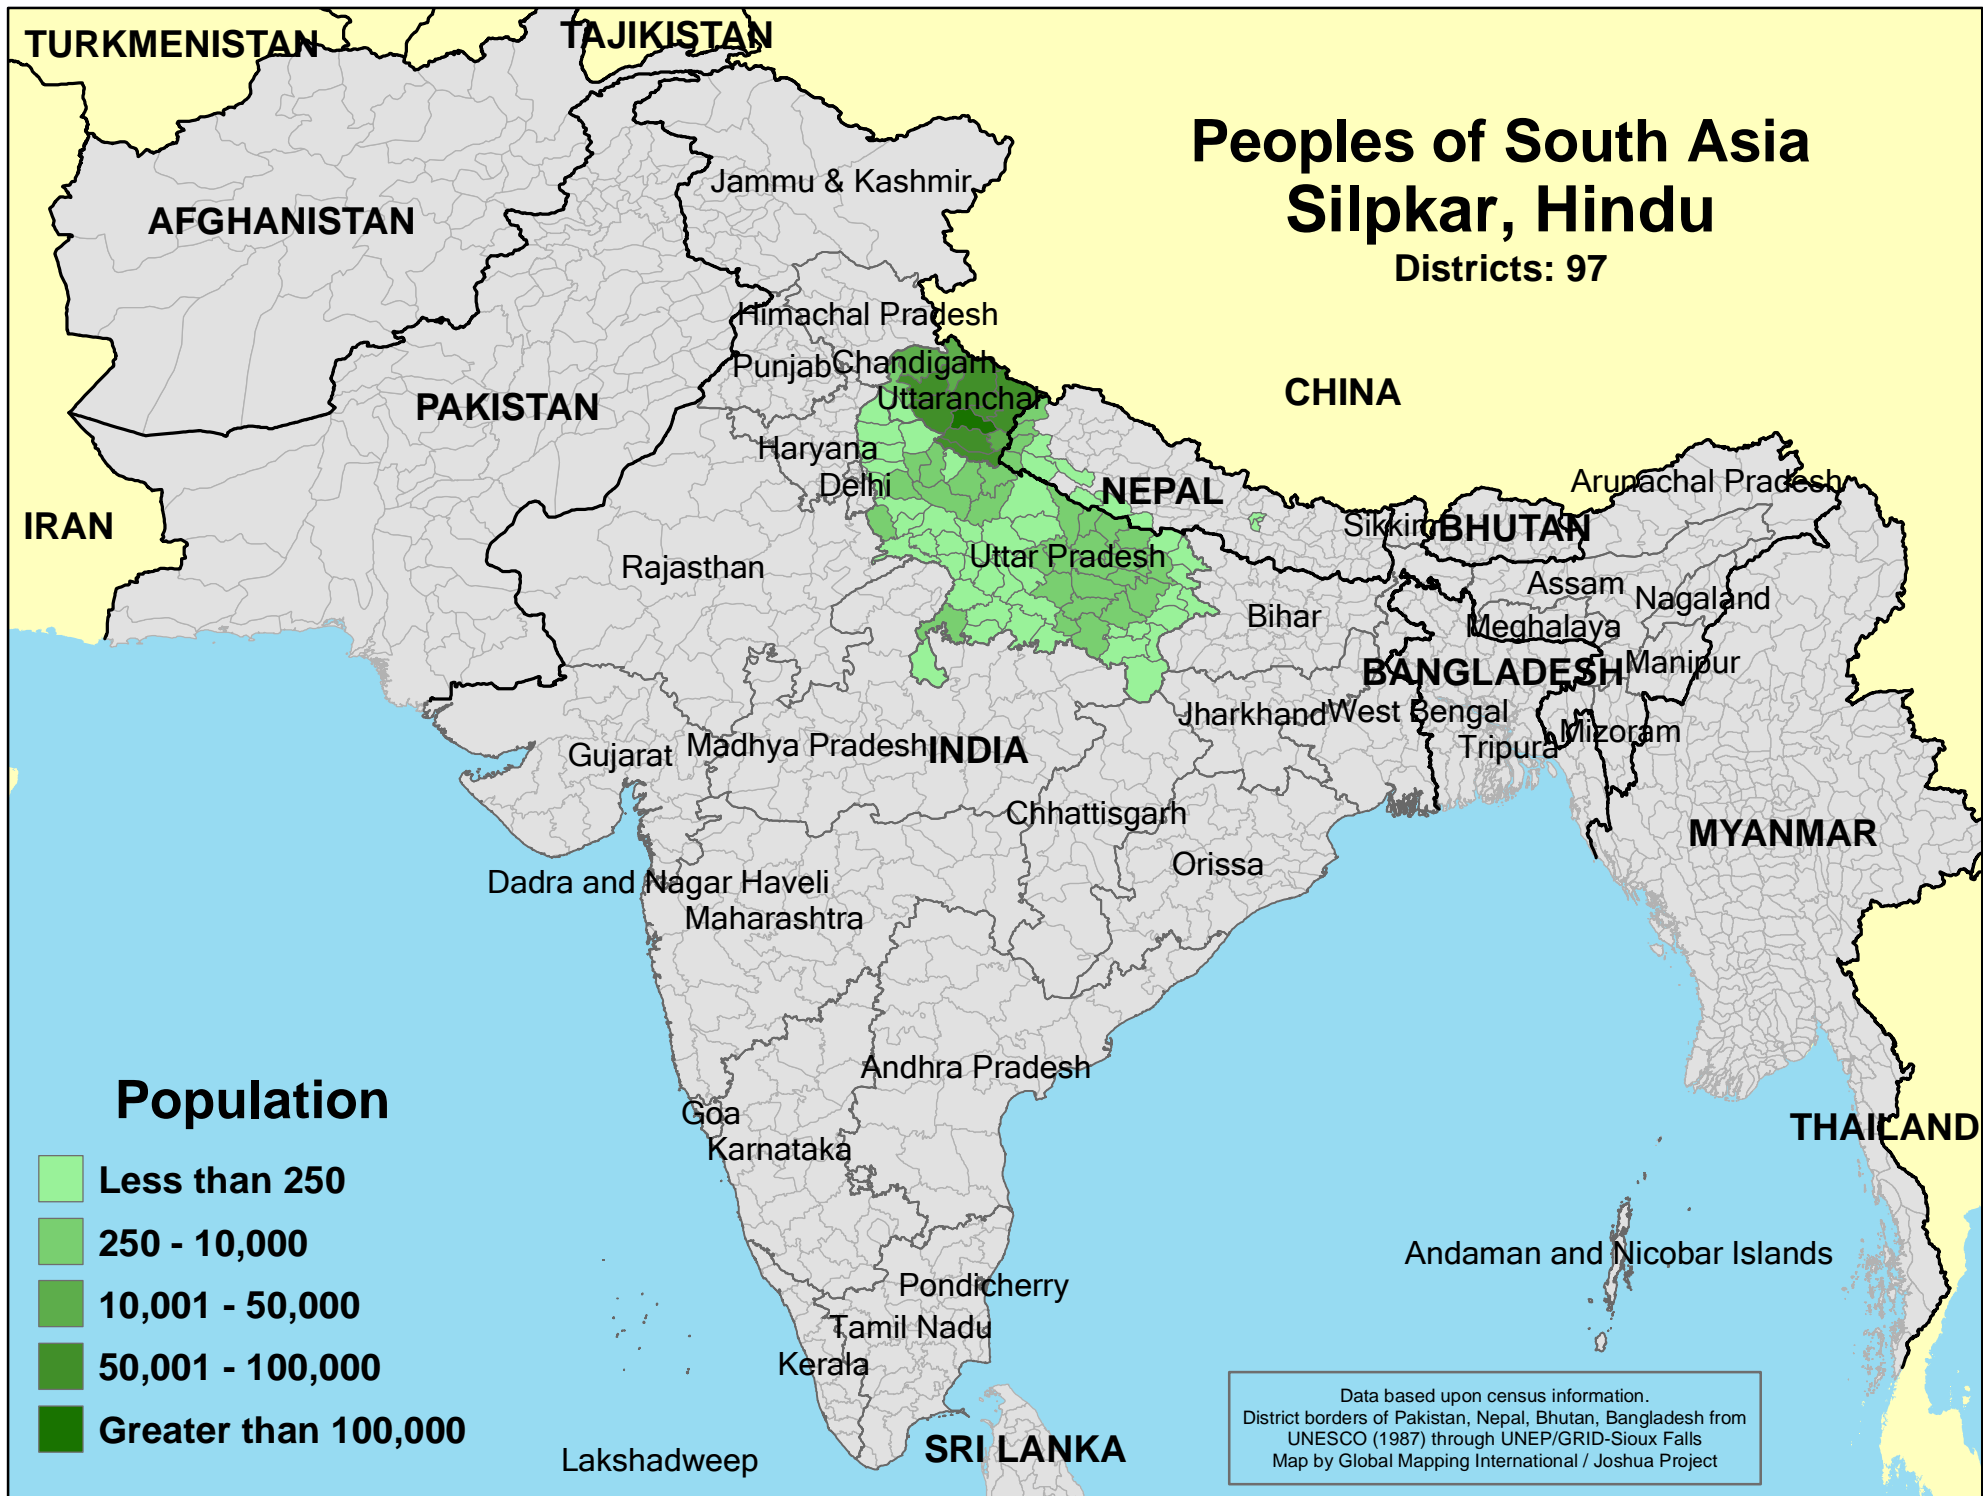 TURKMENISTAN
TAJIKISTAN
Peoples of South Asia
Silpkar, Hindu
Districts: 97
Jammu & Kashmir
AFGHANISTAN
Himachal Pradesh
Punjab
Chandigarh
Uttaranchal
CHINA
PAKISTAN
Haryana
Delhi
NEPAL
Arunachal Pradesh
IRAN
Sikkim
BHUTAN
Rajasthan
Uttar Pradesh
Assam
Nagaland
Bihar
Meghalaya
BANGLADESH
Manipur
Jharkhand
West Bengal
Mizoram
Tripura
Gujarat
Madhya Pradesh
INDIA
Chhattisgarh
MYANMAR
Orissa
Dadra and Nagar Haveli
Maharashtra
Andhra Pradesh
Goa
Karnataka
THAILAND
Population
Less than 250
250 - 10,000
10,001 - 50,000
50,001 - 100,000
Greater than 100,000
Andaman and Nicobar Islands
Pondicherry
Tamil Nadu
Kerala
Lakshadweep
SRI LANKA
Data based upon census information.
District borders of Pakistan, Nepal, Bhutan, Bangladesh from
UNESCO (1987) through UNEP/GRID-Sioux Falls
Map by Global Mapping International / Joshua Project